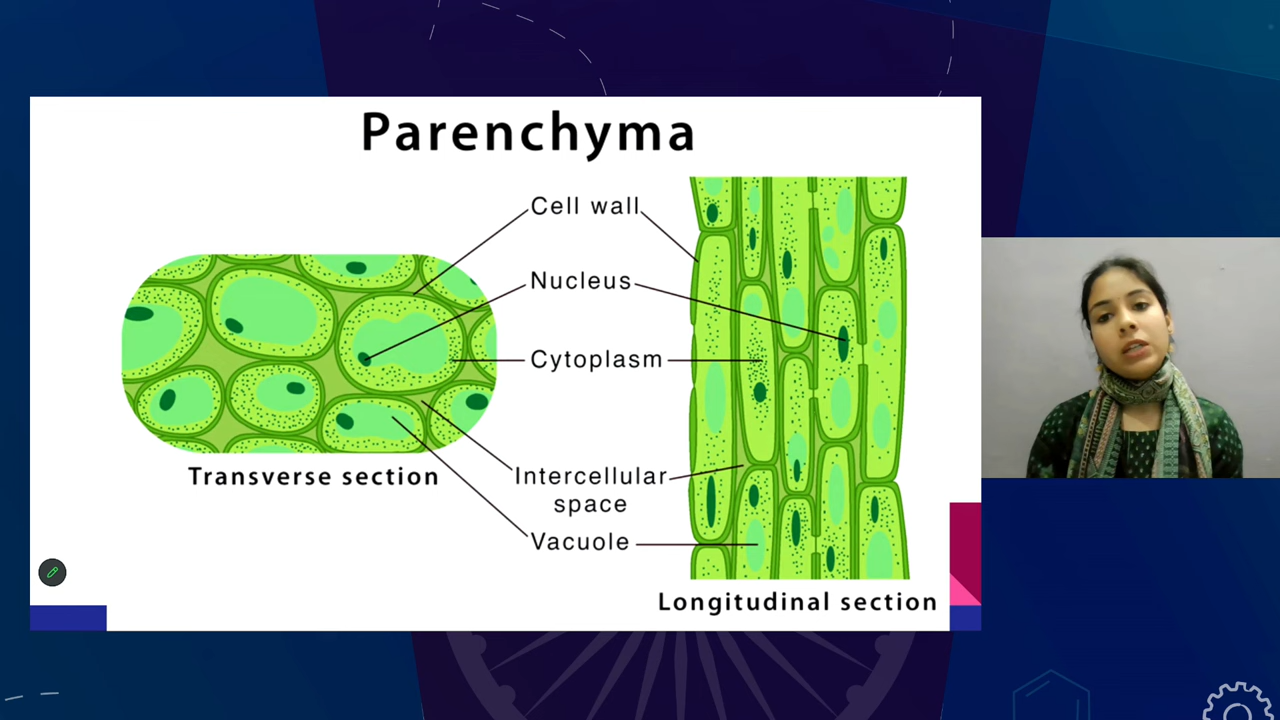 Parenchyma
Cell wall
Nucleus
Cytoplasm
Intercellular
space
Vacuole
Transverse section
Longitudinal section